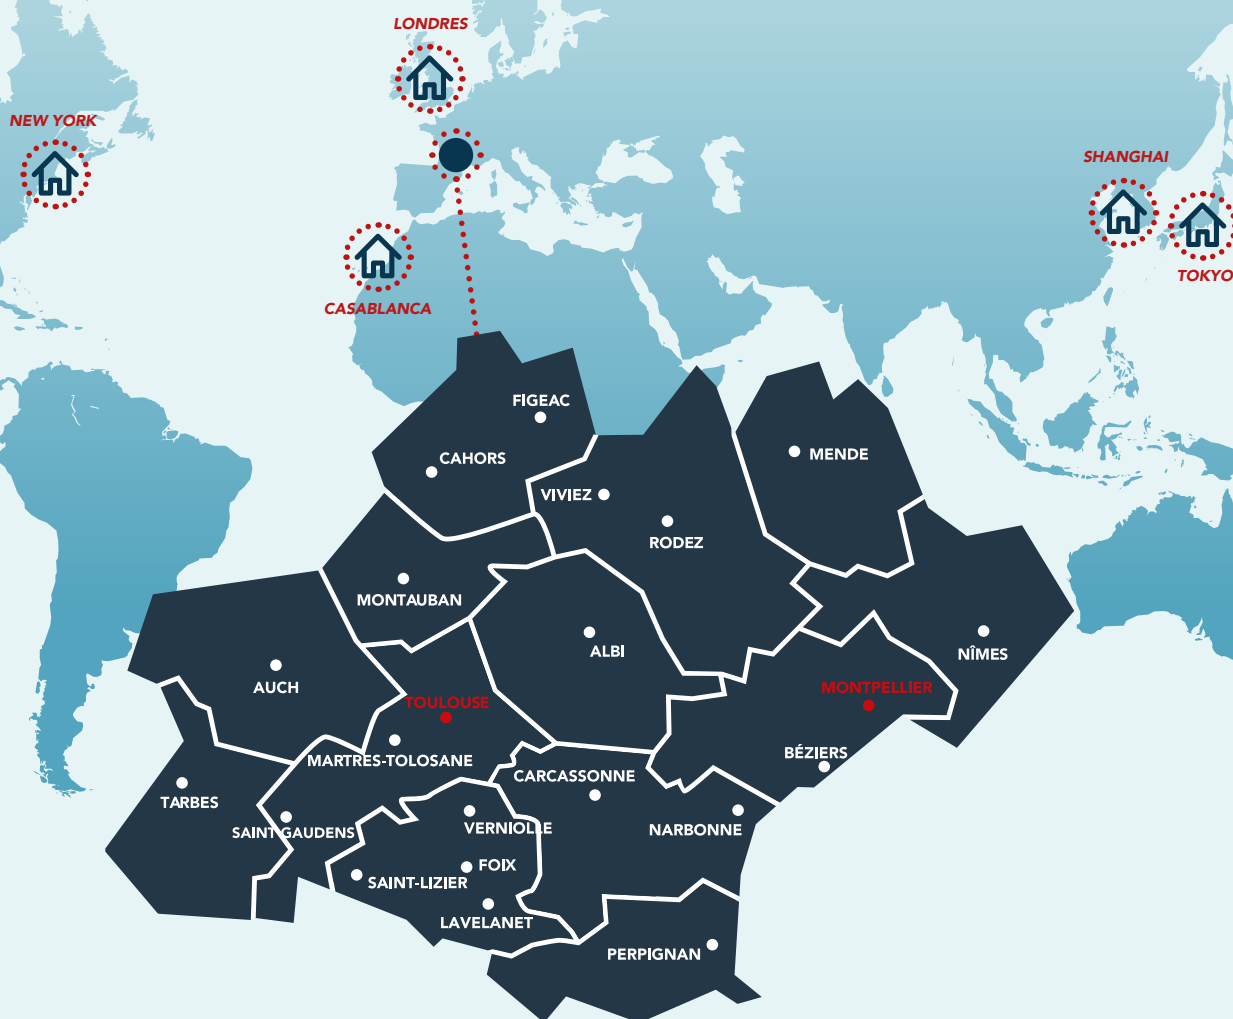 LONDRES
NEW YORK
SHANGHAI
TOKYO
CASABLANCA
FIGEAC
CAHORS
MENDE
VIVIEZ
RODEZ
MONTAUBAN
ALBI
NÎMES
AUCH
MONTPELLIER
TOULOUSE
BÉZIERS
MARTRES-TOLOSANE
CARCASSONNE
TARBES
SAINT-GAUDENS
VERNIOLLE
NARBONNE
FOIX
SAINT-LIZIER
LAVELANET
PERPIGNAN